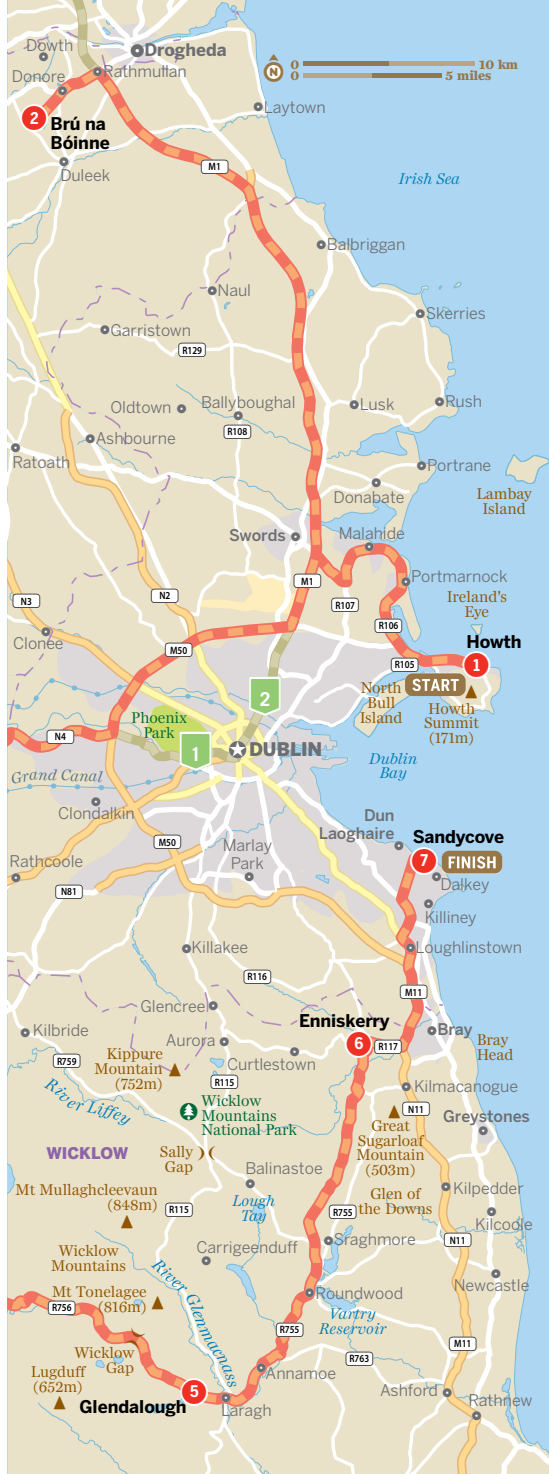 Dowth
Drogheda
Donore
Rathmullan
N
0
10 km
0
5 miles
2
Brú na
Bóinne
Laytown
Duleek
M1
Irish Sea
Balbriggan
Naul
Skerries
Garristown
R129
Oldtown
Ballyboughal
Lusk
Rush
R108
Ashbourne
Ratoath
Portrane
Donabate
Lambay
Island
Swords
Malahide
M1
Portmarnock
N3
N2
R107
Ireland's
Eye
R106
Clonee
M50
Howth
R105
1
START
North
Bull
Island
Howth
Summit
(171m)
2
Phoenix
Park
N4
1
DUBLIN
Dublin
Bay
Grand Canal
Clondalkin
Dun
Laoghaire
M50
Sandycove
7
FINISH
Marlay
Park
Rathcoole
Dalkey
N81
Killiney
Killakee
Loughlinstown
R116
M11
Glencree
Enniskerry
Kilbride
Aurora
6
R117
Bray
Bray
Head
Curtlestown
R759
Kippure
Mountain
(752m)
R115
Kilmacanogue
River Liffey
Wicklow
Mountains
National Park
N11
Great
Sugarloaf
Mountain
(503m)
Greystones
WICKLOW
Sally
Gap
Balinastoe
Mt Mullaghcleevaun
(848m)
Kilpedder
Glen of
the Downs
Lough
Tay
R115
R755
Kilcoole
Sraghmore
N11
Carrigeenduff
Wicklow
Mountains
River Glenmacnass
Newcastle
Mt Tonelagee
(816m)
Roundwood
R756
Vartry
Reservoir
R755
M11
Wicklow
Gap
R763
Lugduff
(652m)
Annamoe
5
Glendalough
Laragh
Ashford
Rathnew